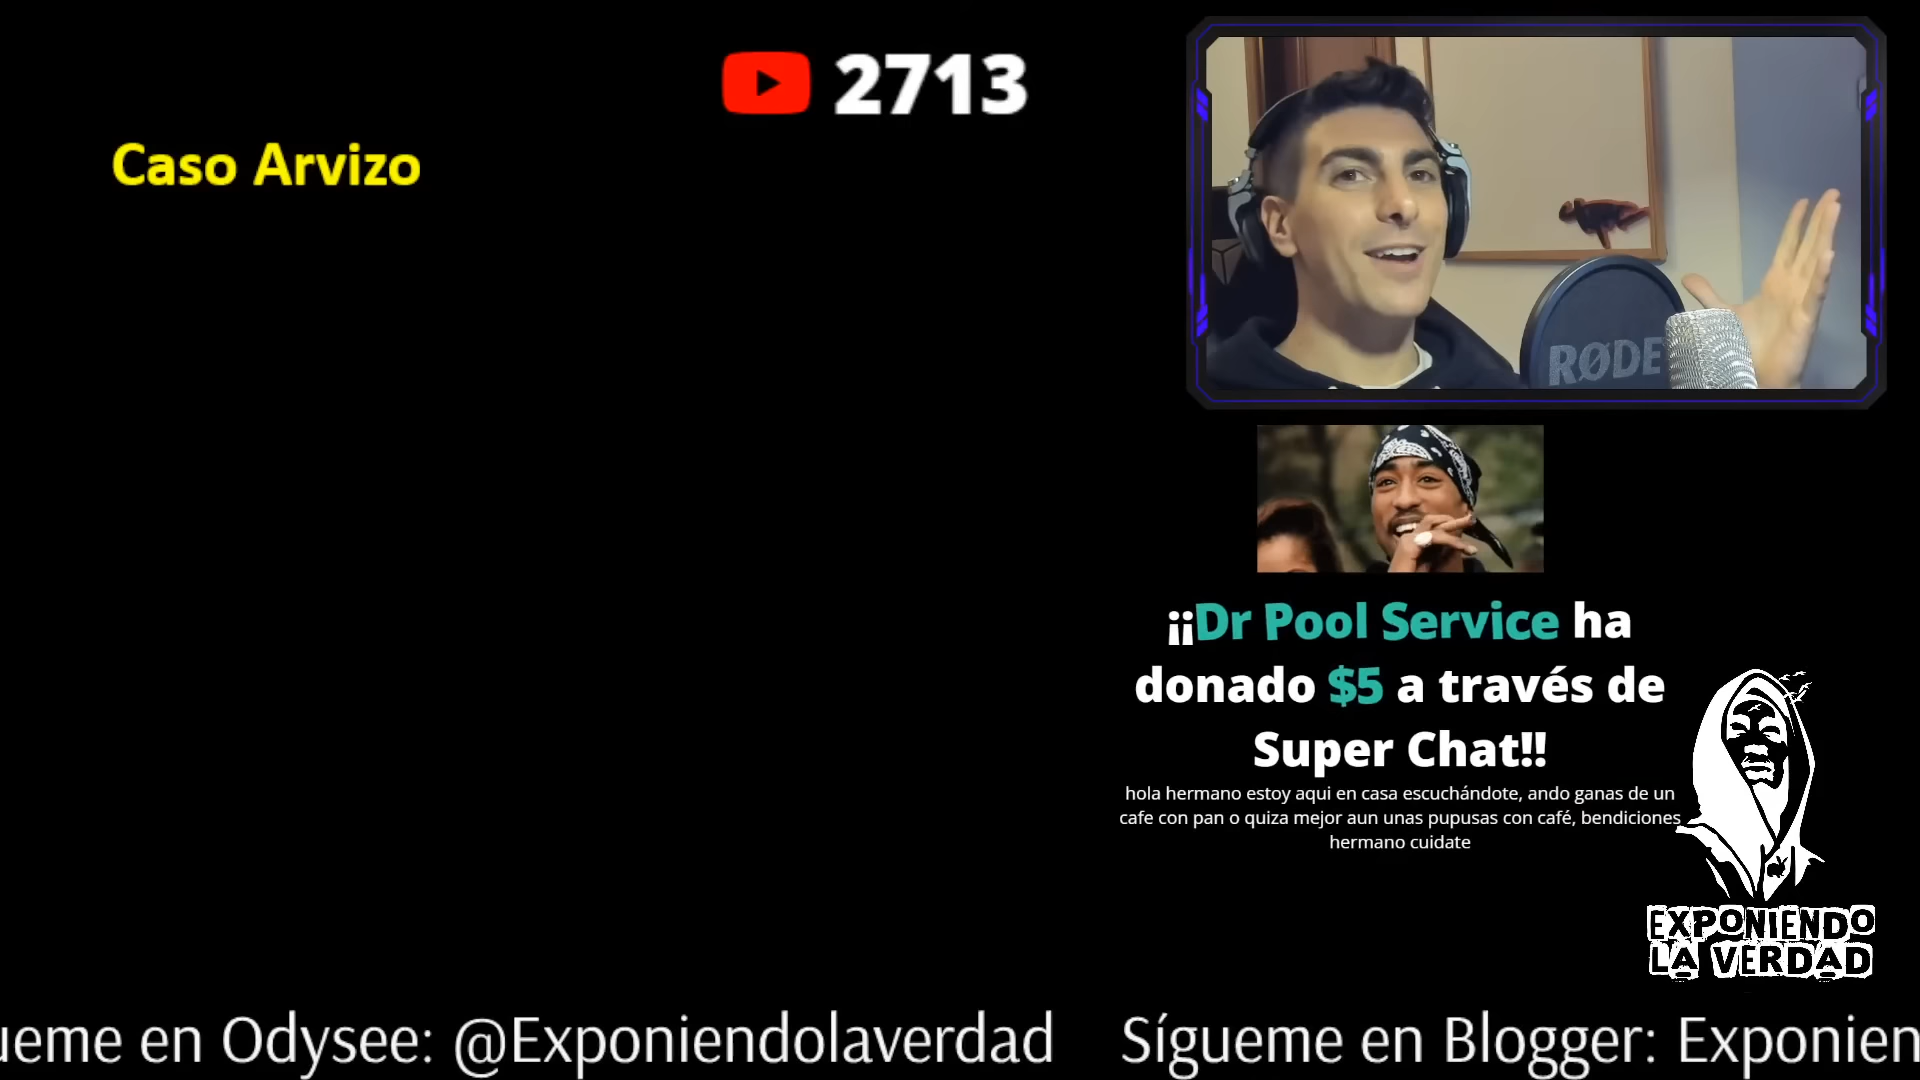 2713
Caso Arvizo
RØDE
¡¡Dr Pool Service ha
donado $5 a través de
Super Chat!!
hola hermano estoy aqui en casa escuchándote, ando ganas de un
cafe con pan o quiza mejor aun unas pupusas con café, bendiciones
hermano cuidate
EXPONIENDO
LA VERDAD
ueme en Odysee: @Exponiendolaverdad Sígueme en Blogger: Exponien